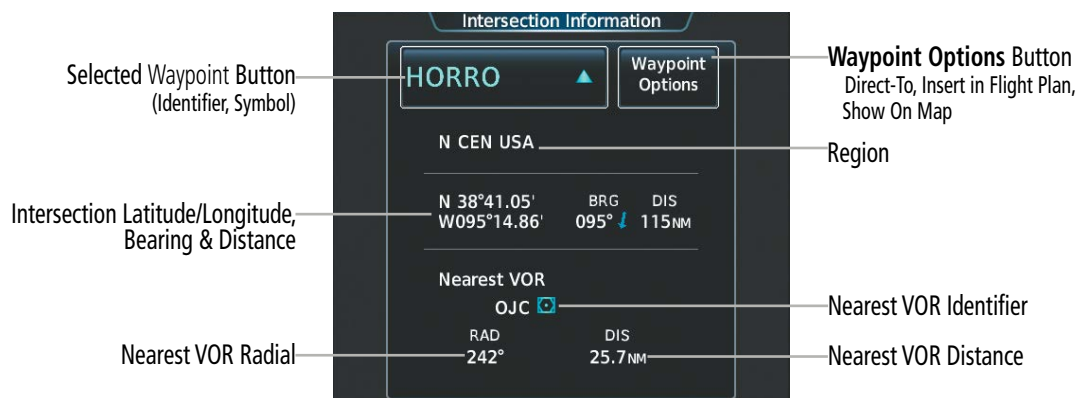 Intersection Information
Selected Waypoint Button
(Identifier, Symbol)
HORRO
Waypoint
Options
Waypoint Options Button
Direct-To, Insert in Flight Plan,
Show On Map
N CEN USA
Region
Intersection Latitude/Longitude,
Bearing & Distance
N 38°41.05' BRG DIS
W095°14.86' 095° 115NM
Nearest VOR
OJC
Nearest VOR Identifier
RAD DIS
Nearest VOR Radial
242° 25.7NM
Nearest VOR Distance